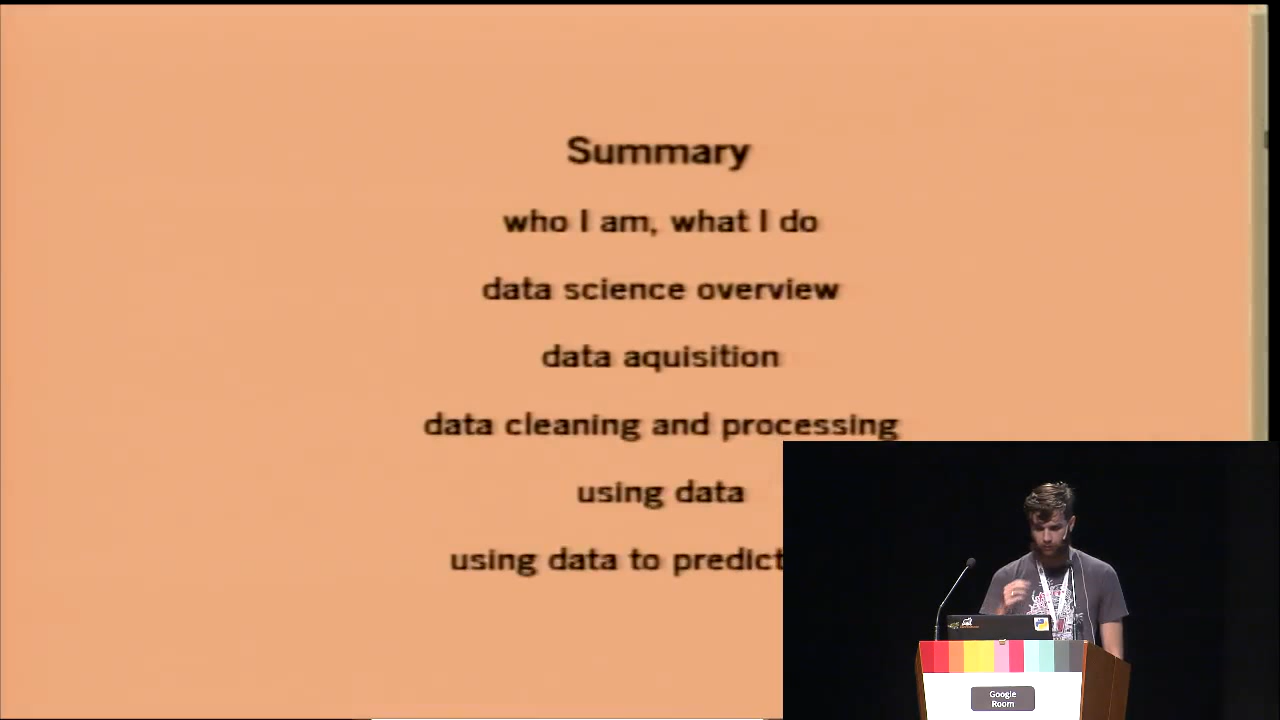 Summary
who I am, what I do
data science overview
data aquisition
data cleaning and processing
using data
using data to predict
Google
Room